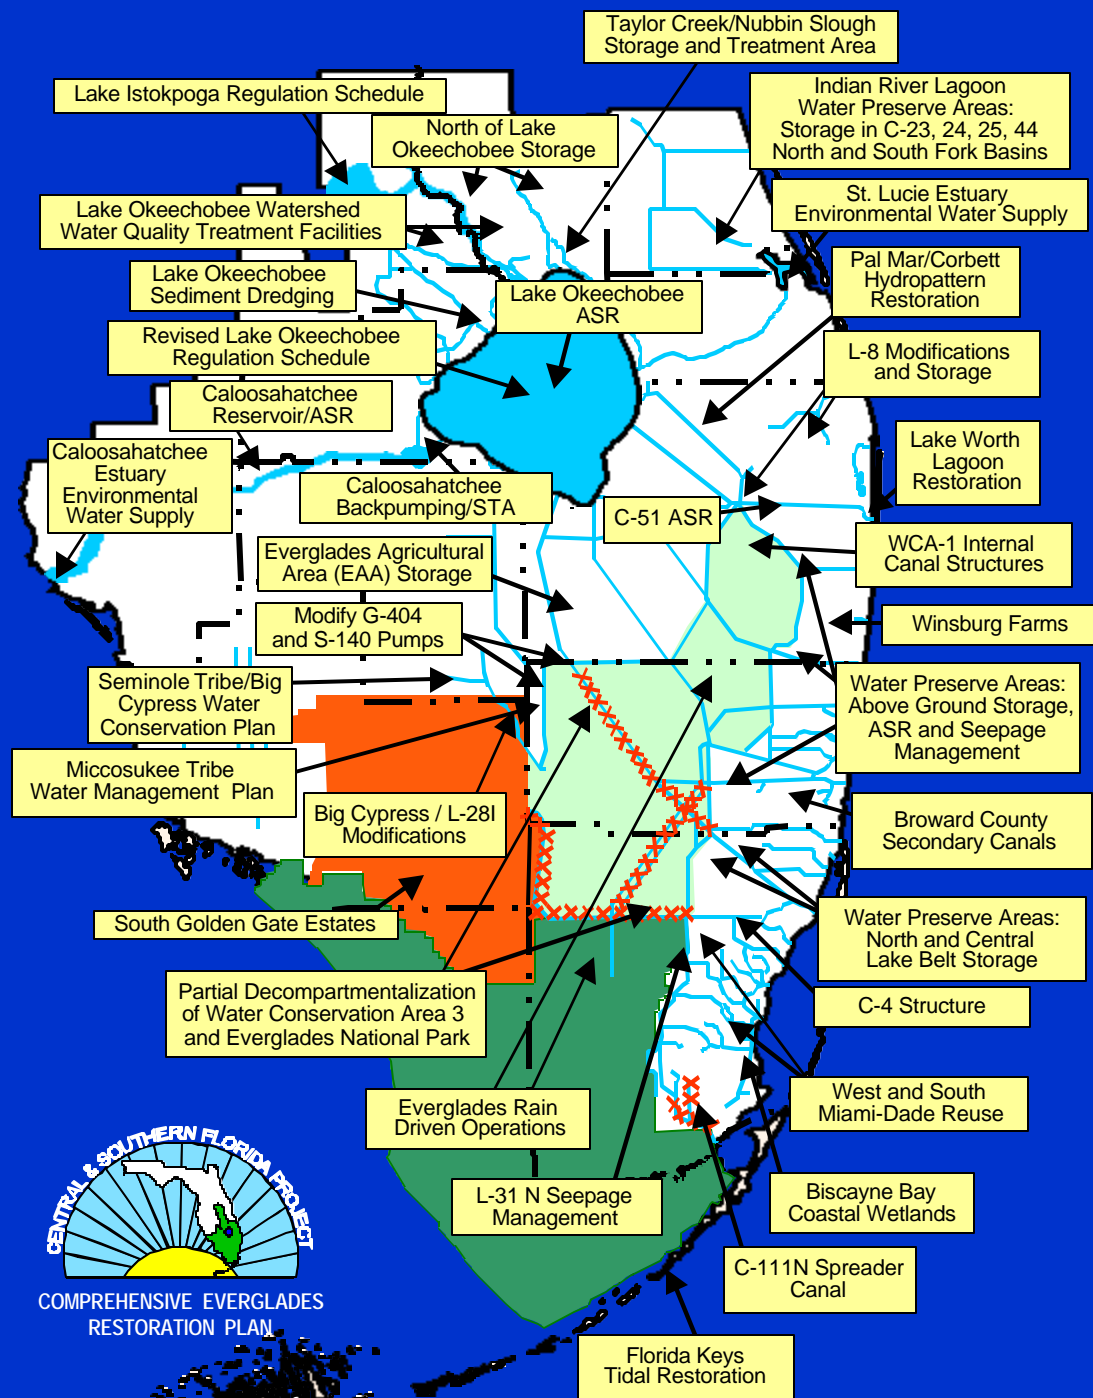 Taylor Creek/Nubbin Slough
Storage and Treatment Area
Lake Istokpoga Regulation Schedule
Indian River Lagoon
Water Preserve Areas:
Storage in C-23, 24, 25, 44
North and South Fork Basins
North of Lake
Okeechobee Storage
St. Lucie Estuary
Environmental Water Supply
Lake Okeechobee Watershed
Water Quality Treatment Facilities
Pal Mar/Corbett
Hydropattern
Restoration
Lake Okeechobee
Sediment Dredging
Lake Okeechobee
ASR
Revised Lake Okeechobee
Regulation Schedule
L-8 Modifications
and Storage
Caloosahatchee
Reservoir/ASR
Lake Worth
Lagoon
Restoration
Caloosahatchee
Estuary
Environmental
Water Supply
Caloosahatchee
Backpumping/STA
C-51 ASR
WCA-1 Internal
Canal Structures
Everglades Agricultural
Area (EAA) Storage
Modify G-404
and S-140 Pumps
Winsburg Farms
Seminole Tribe/Big
Cypress Water
Conservation Plan
Water Preserve Areas:
Above Ground Storage,
ASR and Seepage
Management
Miccosukee Tribe
Water Management Plan
Big Cypress / L-28I
Modifications
Broward County
Secondary Canals
South Golden Gate Estates
Water Preserve Areas:
North and Central
Lake Belt Storage
Partial Decompartmentalization
of Water Conservation Area 3
and Everglades National Park
C-4 Structure
West and South
Miami-Dade Reuse
Everglades Rain
Driven Operations
L-31 N Seepage
Management
Biscayne Bay
Coastal Wetlands
C-111N Spreader
Canal
Florida Keys
Tidal Restoration
CENTRAL & SOUTHERN FLORIDA PROJECT
COMPREHENSIVE EVERGLADES
RESTORATION PLAN